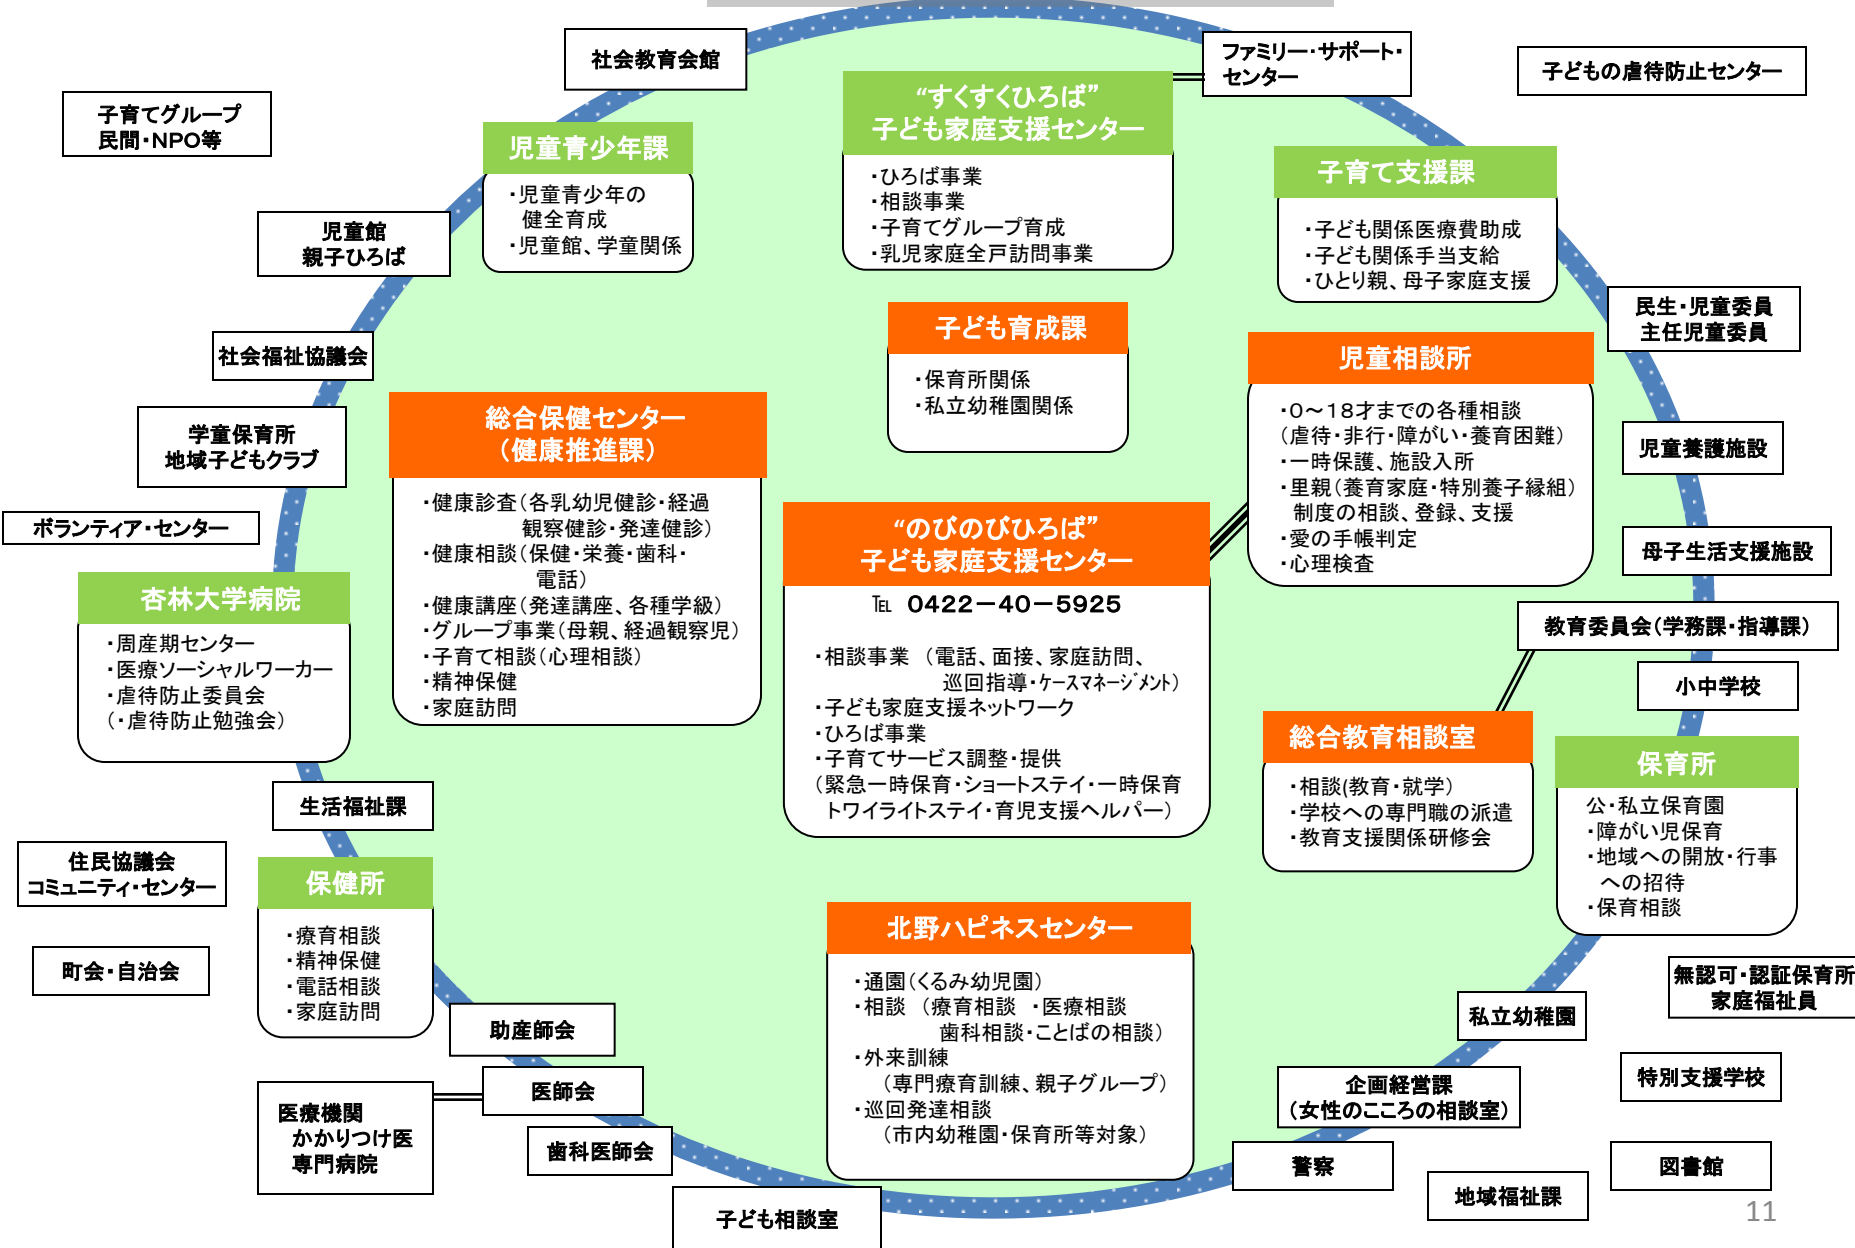 社会教育会館
ファミリー・サポート・
センター
子どもの虐待防止センター
子育てグループ
民間・NPO等
“すくすくひろば”
子ども家庭支援センター
・ひろば事業
・相談事業
・子育てグループ育成
・乳児家庭全戸訪問事業
児童青少年課
・児童青少年の
健全育成
・児童館、学童関係
子育て支援課
・子ども関係医療費助成
・子ども関係手当支給
・ひとり親、母子家庭支援
児童館
親子ひろば
民生・児童委員
主任児童委員
子ども育成課
・保育所関係
・私立幼稚園関係
社会福祉協議会
児童相談所
・０～１８才までの各種相談
（虐待・非行・障がい・養育困難）
・一時保護、施設入所
・里親（養育家庭・特別養子縁組）
制度の相談、登録、支援
・愛の手帳判定
・心理検査
総合保健センター
（健康推進課）
・健康診査（各乳幼児健診・経過
観察健診・発達健診）
・健康相談（保健・栄養・歯科・
電話）
・健康講座（発達講座、各種学級）
・グループ事業（母親、経過観察児）
・子育て相談（心理相談）
・精神保健
・家庭訪問
学童保育所
地域子どもクラブ
児童養護施設
ボランティア・センター
“のびのびひろば”
子ども家庭支援センター
℡ 0422－40－5925
・相談事業 （電話、面接、家庭訪問、
巡回指導・ｹｰｽﾏﾈｰｼﾞﾒﾝﾄ）
・子ども家庭支援ネットワーク
・ひろば事業
・子育てサービス調整・提供
（緊急一時保育・ショートステイ・一時保育
トワイライトステイ・育児支援ヘルパー）
母子生活支援施設
杏林大学病院
・周産期センター
・医療ソーシャルワーカー
・虐待防止委員会
（・虐待防止勉強会）
教育委員会（学務課・指導課）
小中学校
総合教育相談室
・相談(教育・就学）
・学校への専門職の派遣
・教育支援関係研修会
保育所
公・私立保育園
・障がい児保育
・地域への開放・行事
への招待
・保育相談
生活福祉課
住民協議会
コミュニティ・センター
保健所
・療育相談
・精神保健
・電話相談
・家庭訪問
町会・自治会
北野ハピネスセンター
・通園（くるみ幼児園）
・相談 （療育相談 ・医療相談
歯科相談・ことばの相談）
・外来訓練
（専門療育訓練、親子グループ）
・巡回発達相談
（市内幼稚園・保育所等対象）
無認可・認証保育所
家庭福祉員
私立幼稚園
助産師会
医師会
医療機関
かかりつけ医
専門病院
歯科医師会
子ども相談室
企画経営課
（女性のこころの相談室）
特別支援学校
警察
図書館
地域福祉課
11